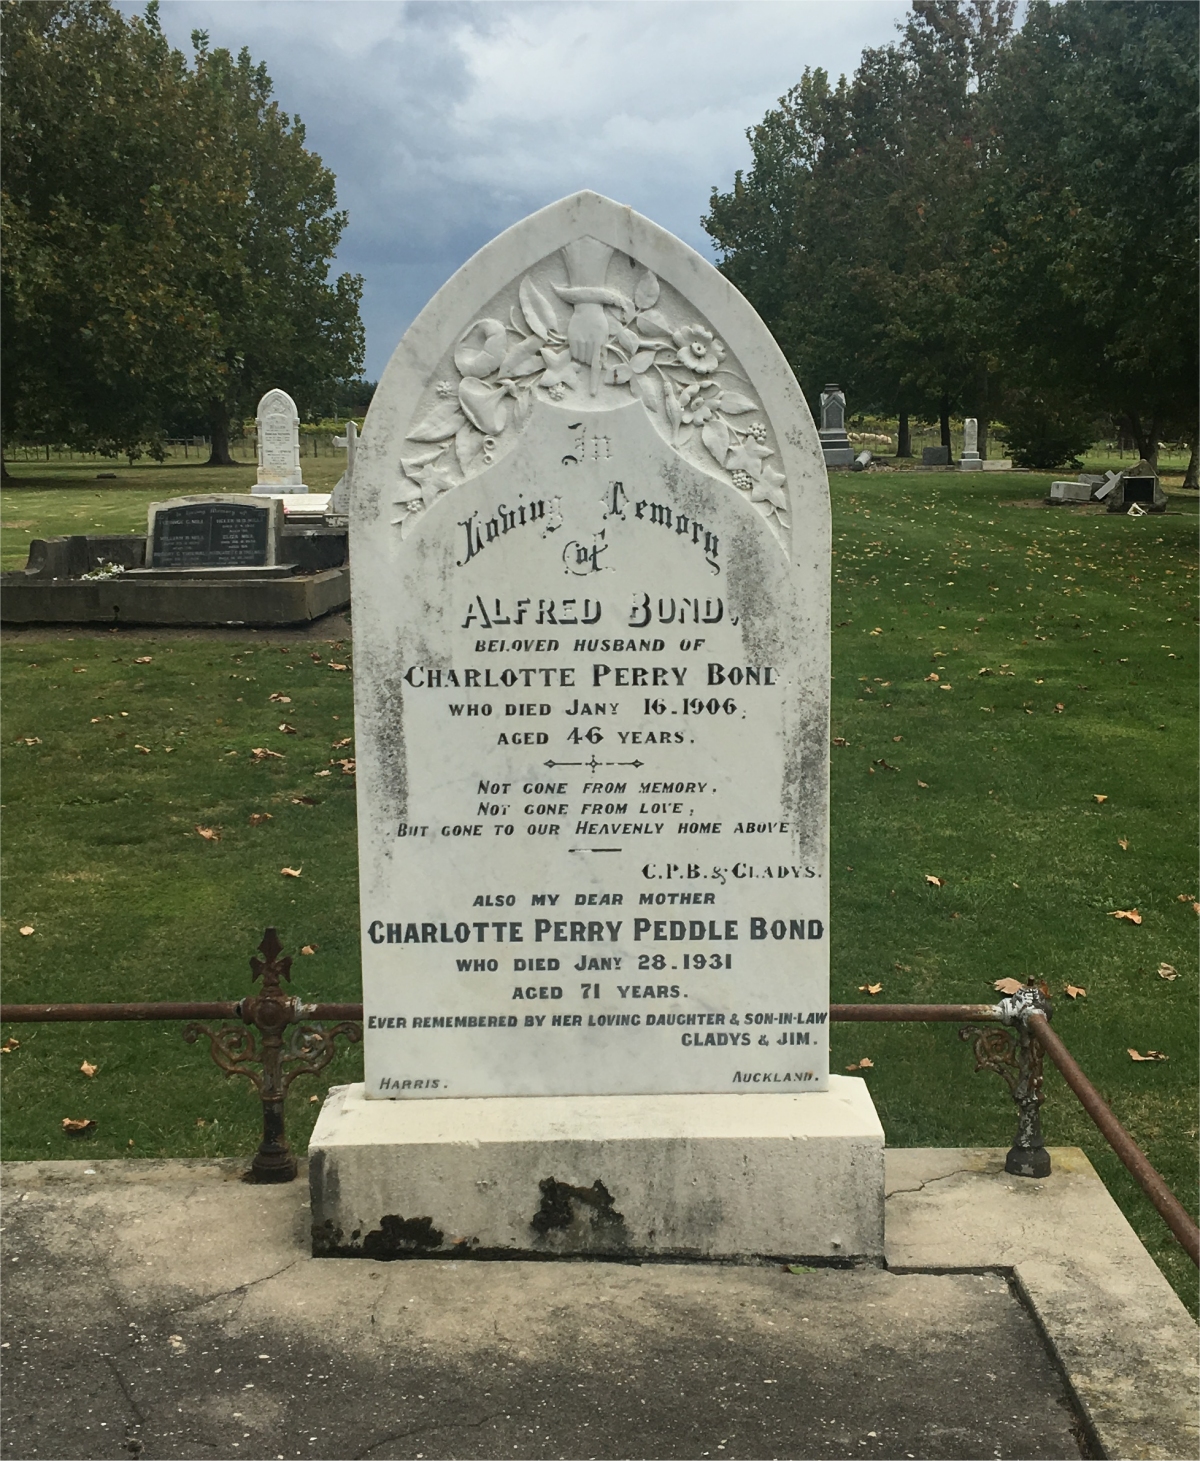 In
Loving Memory
of
ALFRED BOND,
BELOVED HUSBAND OF
CHARLOTTE PERRY BOND
WHO DIED JANY 16.1906,
AGED 46 YEARS.
NOT GONE FROM MEMORY,
NOT GONE FROM LOVE,
BUT GONE TO OUR HEAVENLY HOME ABOVE.
C.P.B. & GLADYS.
ALSO MY DEAR MOTHER
CHARLOTTE PERRY PEDDLE BOND
WHO DIED JANY 28.1931
AGED 71 YEARS.
EVER REMEMBERED BY HER LOVING DAUGHTER & SON-IN-LAW
GLADYS & JIM.
HARRIS. AUCKLAND.